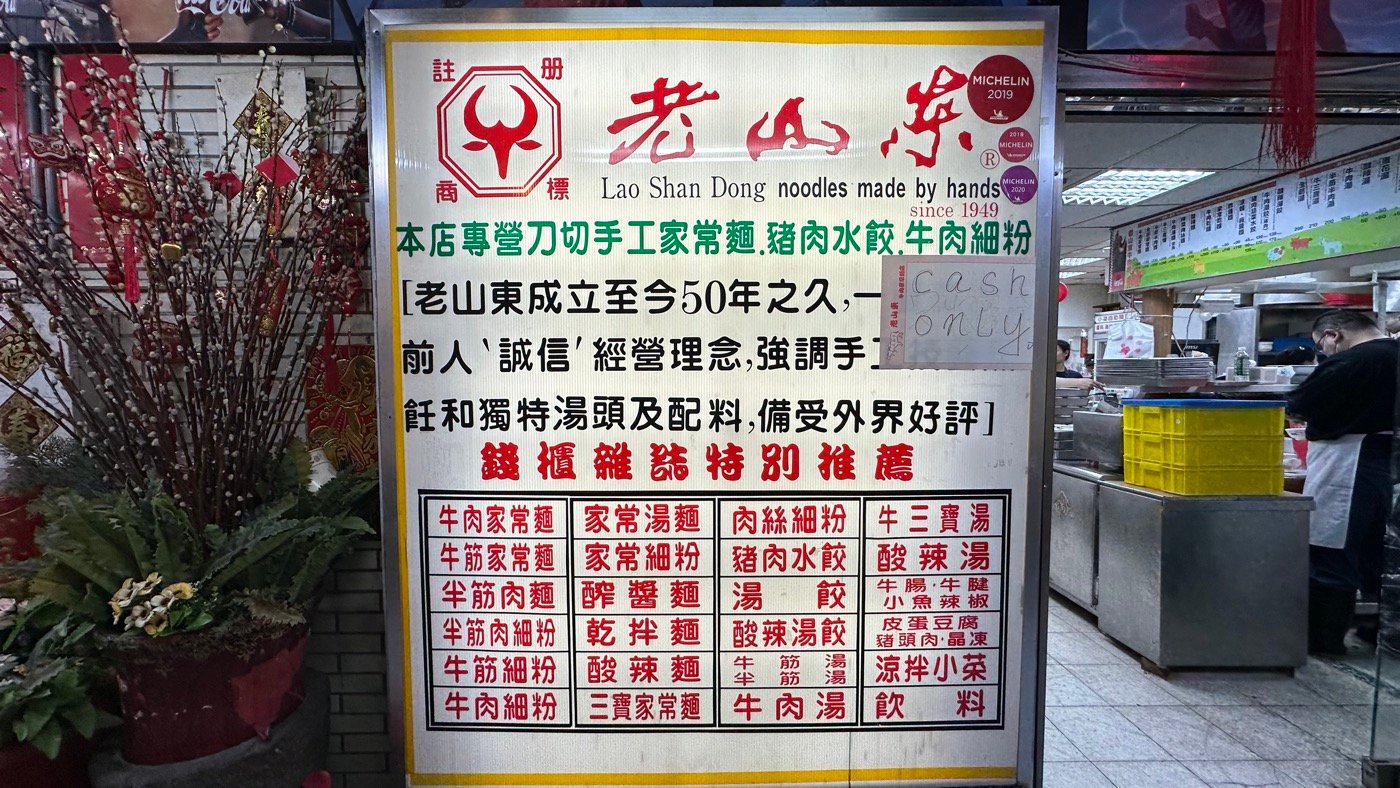 註册
商標
老山东
®
MICHELIN
2019
2018
MICHELIN
MICHELIN
2020
Lao Shan Dong noodles made by hands
since 1949
本店專營刀切手工家常麵.豬肉水餃.牛肉細粉
[老山東成立至今50年之久,一
cash
only
前人‵誠信′經營理念,強調手工
飪和獨特湯頭及配料,備受外界好評]
錢櫃雜誌特別推薦
牛肉家常麵 家常湯麵 肉絲細粉 牛三寶湯
牛筋家常麵 家常細粉 豬肉水餃 酸辣湯
半筋肉麵 醡醬麵 湯餃 牛腸·牛腱 小魚辣椒
半筋肉細粉 乾拌麵 酸辣湯餃 皮蛋豆腐 豬頭肉·晶凍
牛筋細粉 酸辣麵 牛筋湯 半筋湯 涼拌小菜
牛肉細粉 三寶家常麵 牛肉湯 飲料